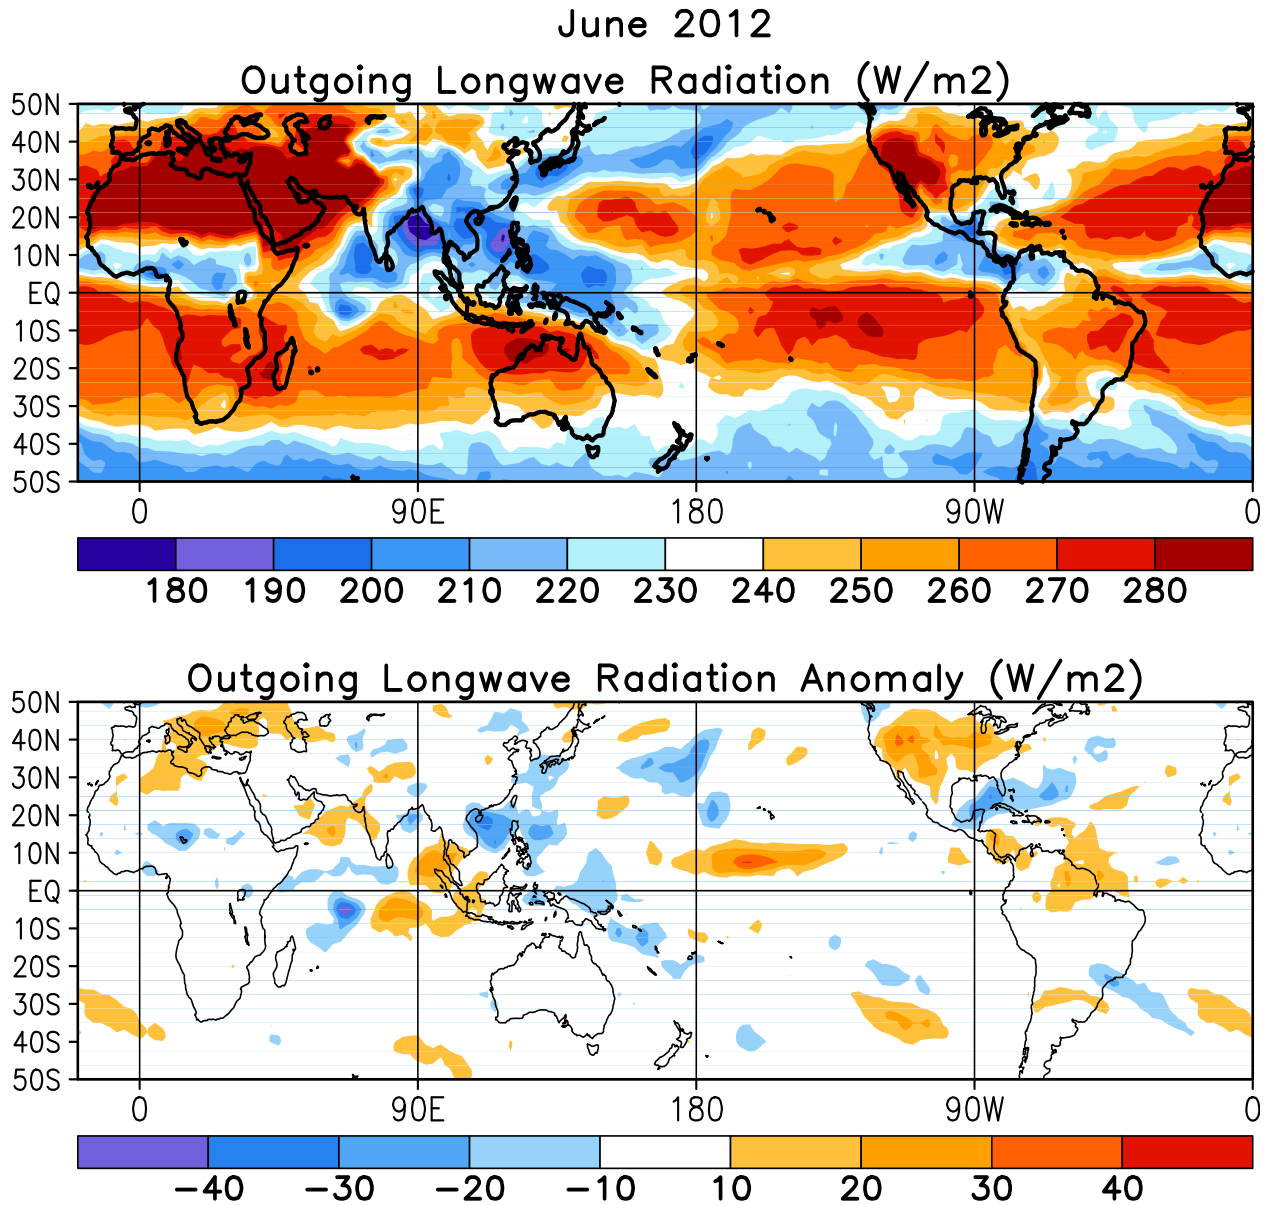 June 2012
Outgoing Longwave Radiation (W/m2)
50N
40N
30N
20N
10N
EQ
10S
20S
30S
40S
50S
0 90E 180 90W 0
180 190 200 210 220 230 240 250 260 270 280
Outgoing Longwave Radiation Anomaly (W/m2)
50N
40N
30N
20N
10N
EQ
10S
20S
30S
40S
50S
0 90E 180 90W 0
−40 −30 −20 −10 10 20 30 40